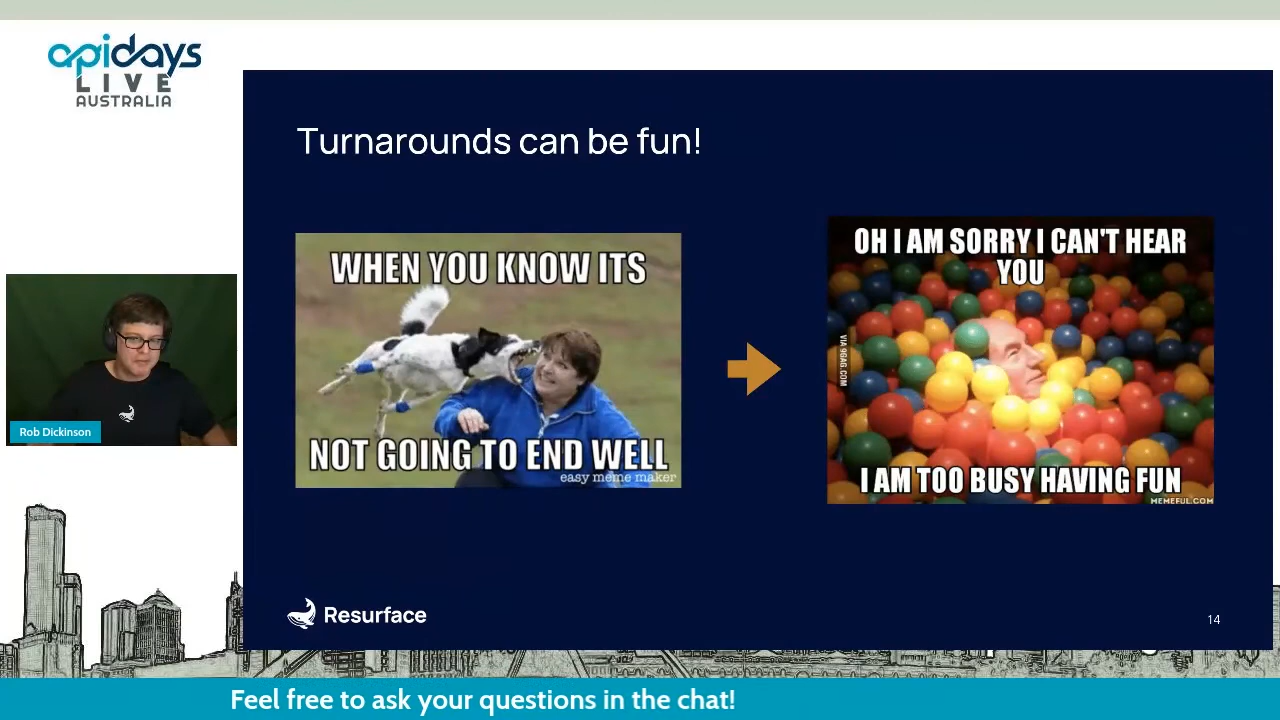 apidays
LIVE
AUSTRALIA
Turnarounds can be fun!
WHEN YOU KNOW ITS
NOT GOING TO END WELL
easy meme maker
OH I AM SORRY I CAN'T HEAR
YOU
VIA 9GAG.COM
I AM TOO BUSY HAVING FUN
MEMEFUL.COM
Rob Dickinson
Resurface
14
Feel free to ask your questions in the chat!